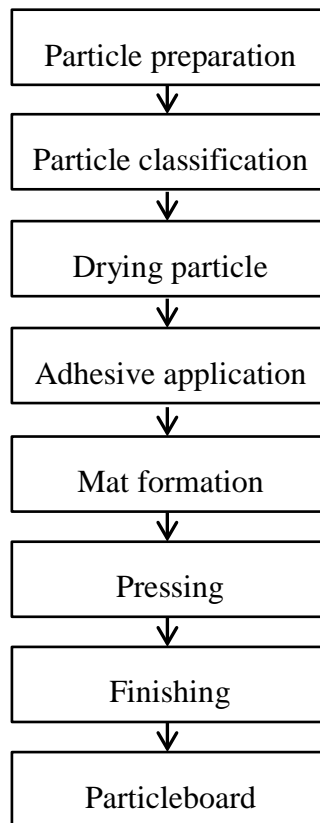 Particle preparation
Particle classification
Drying particle
Adhesive application
Mat formation
Pressing
Finishing
Particleboard